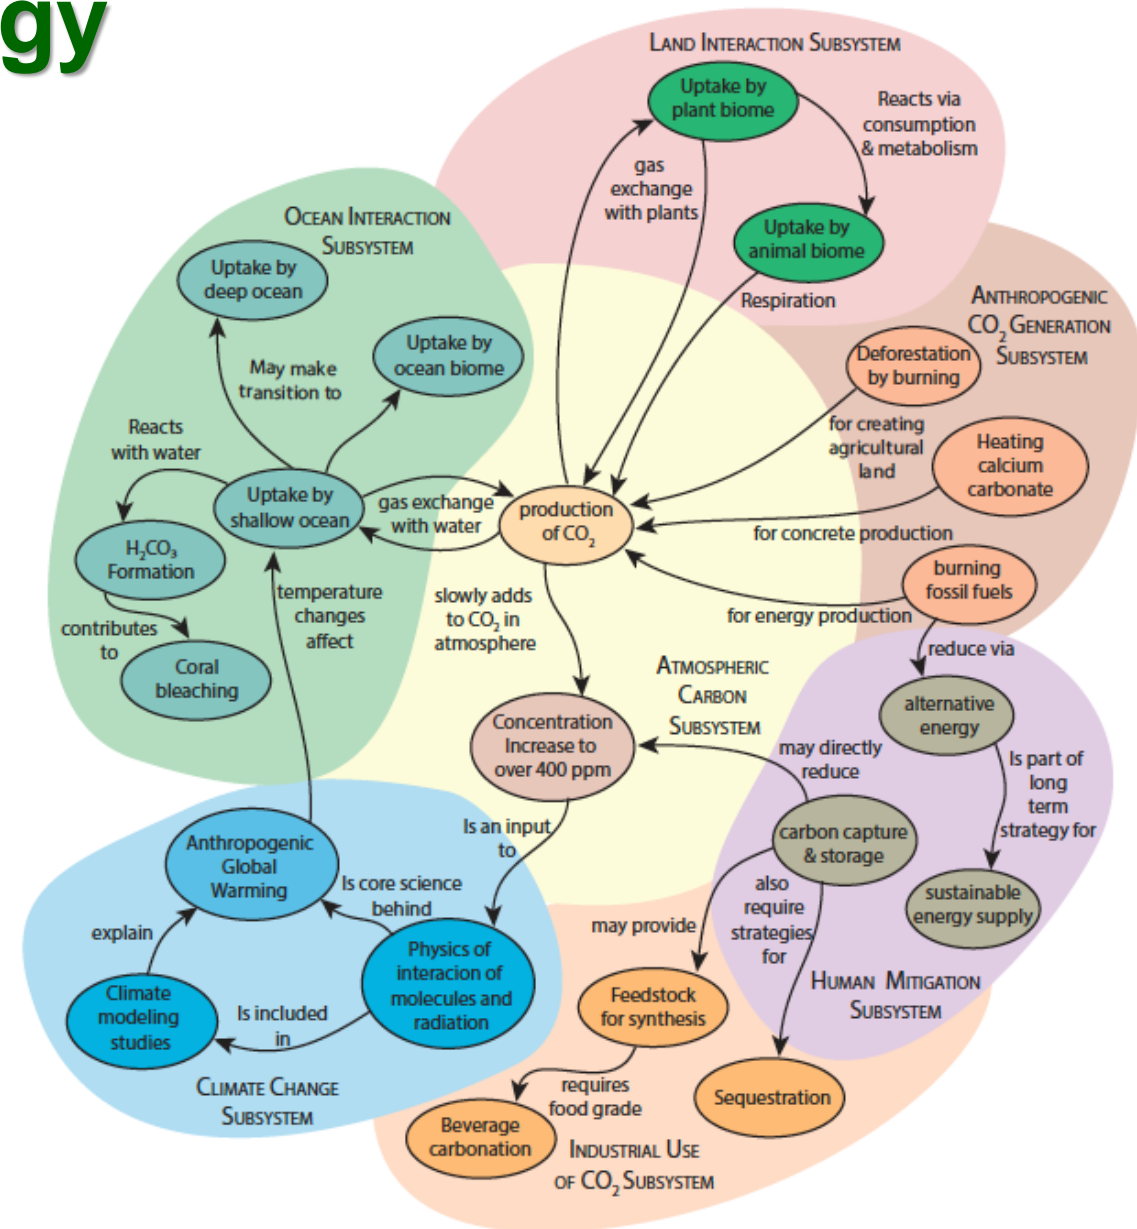 gy
LAND INTERACTION SUBSYSTEM
Uptake by
plant biome
Reacts via
consumption
& metabolism
gas
exchange
with plants
Uptake by
animal biome
Respiration
OCEAN INTERACTION
SUBSYSTEM
Uptake by
deep ocean
Uptake by
ocean biome
May make
transition to
Reacts
with water
Uptake by
shallow ocean
gas exchange
with water
H₂CO₃
Formation
contributes
to
Coral
bleaching
temperature
changes
affect
ANTHROPOGENIC
CO₂ GENERATION
SUBSYSTEM
Deforestation
by burning
for creating
agricultural
land
Heating
calcium
carbonate
for concrete production
burning
fossil fuels
for energy production
production
of CO₂
slowly adds
to CO₂ in
atmosphere
ATMOSPHERIC
CARBON
SUBSYSTEM
Concentration
Increase to
over 400 ppm
reduce via
alternative
energy
Is part of
long
term
strategy for
sustainable
energy supply
may directly
reduce
carbon capture
& storage
also
require
strategies
for
HUMAN MITIGATION
SUBSYSTEM
Is an input
to
Anthropogenic
Global
Warming
Is core science
behind
explain
Physics of
interacion of
molecules and
radiation
Climate
modeling
studies
Is included
in
CLIMATE CHANGE
SUBSYSTEM
may provide
Feedstock
for synthesis
requires
food grade
Beverage
carbonation
Sequestration
INDUSTRIAL USE
OF CO₂ SUBSYSTEM